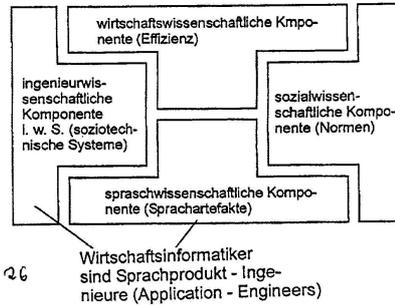 wirtschaftswissenschaftliche Kmpo-
nente (Effizienz)
ingenieurwis-
senschaftliche
Komponente
I. w. S. (soziotech-
nische Systeme)
sozialwissen-
schaftliche Kompo-
nente (Normen)
spraschwissenschaftliche Kompo-
nente (Sprachartefakte)
26
Wirtschaftsinformatiker
sind Sprachprodukt - Inge-
nieure (Application - Engineers)